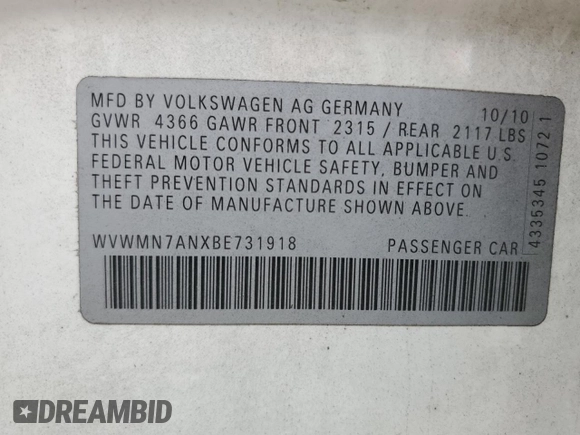 MFD BY VOLKSWAGEN AG GERMANY 10/10
GVWR 4366 GAWR FRONT 2315 / REAR 2117 LBS
THIS VEHICLE CONFORMS TO ALL APPLICABLE U.S.
FEDERAL MOTOR VEHICLE SAFETY, BUMPER AND
THEFT PREVENTION STANDARDS IN EFFECT ON
THE DATE OF MANUFACTURE SHOWN ABOVE.
WVWMN7ANXBE731918 PASSENGER CAR
4335345 1072 1
DREAMBID